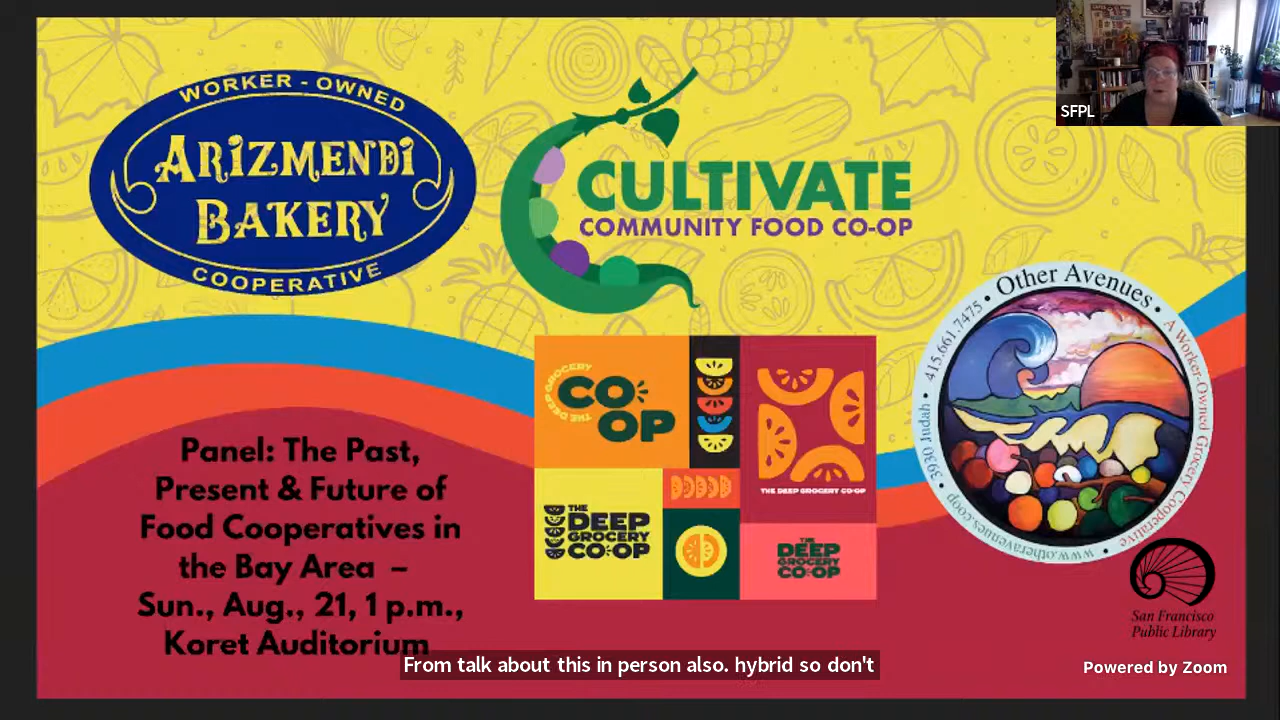 WORKER-OWNED
ARIZMENDI
BAKERY
COOPERATIVE
CULTIVATE
COMMUNITY FOOD CO-OP
SFPL
Other Avenues
A Worker-Owned Grocery Cooperative
www.otheravenues.coop
3930 Judah
415.661.7475
THE DEEP GROCERY
CO
OP
THE DEEP GROCERY CO-OP
THE
DEEP
GROCERY
CO-OP
THE
DEEP
GROCERY
CO-OP
Panel: The Past,
Present & Future of
Food Cooperatives in
the Bay Area –
Sun., Aug., 21, 1 p.m.,
Koret Auditorium
San Francisco
Public Library
From talk about this in person also. hybrid so don't
Powered by Zoom